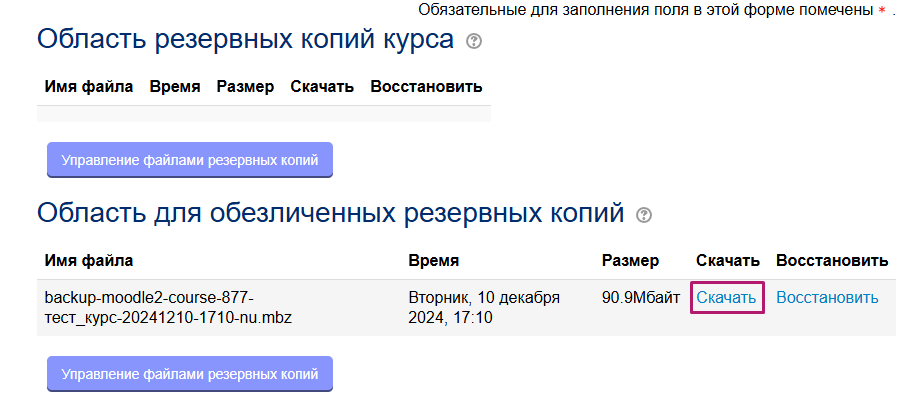 Обязательные для заполнения поля в этой форме помечены * .
Область резервных копий курса ?
Имя файла Время Размер Скачать Восстановить
Управление файлами резервных копий
Область для обезличенных резервных копий ?
Имя файла Время Размер Скачать Восстановить
backup-moodle2-course-877- Вторник, 10 декабря 90.9Мбайт Скачать Восстановить
тест_курс-20241210-1710-nu.mbz 2024, 17:10
Управление файлами резервных копий